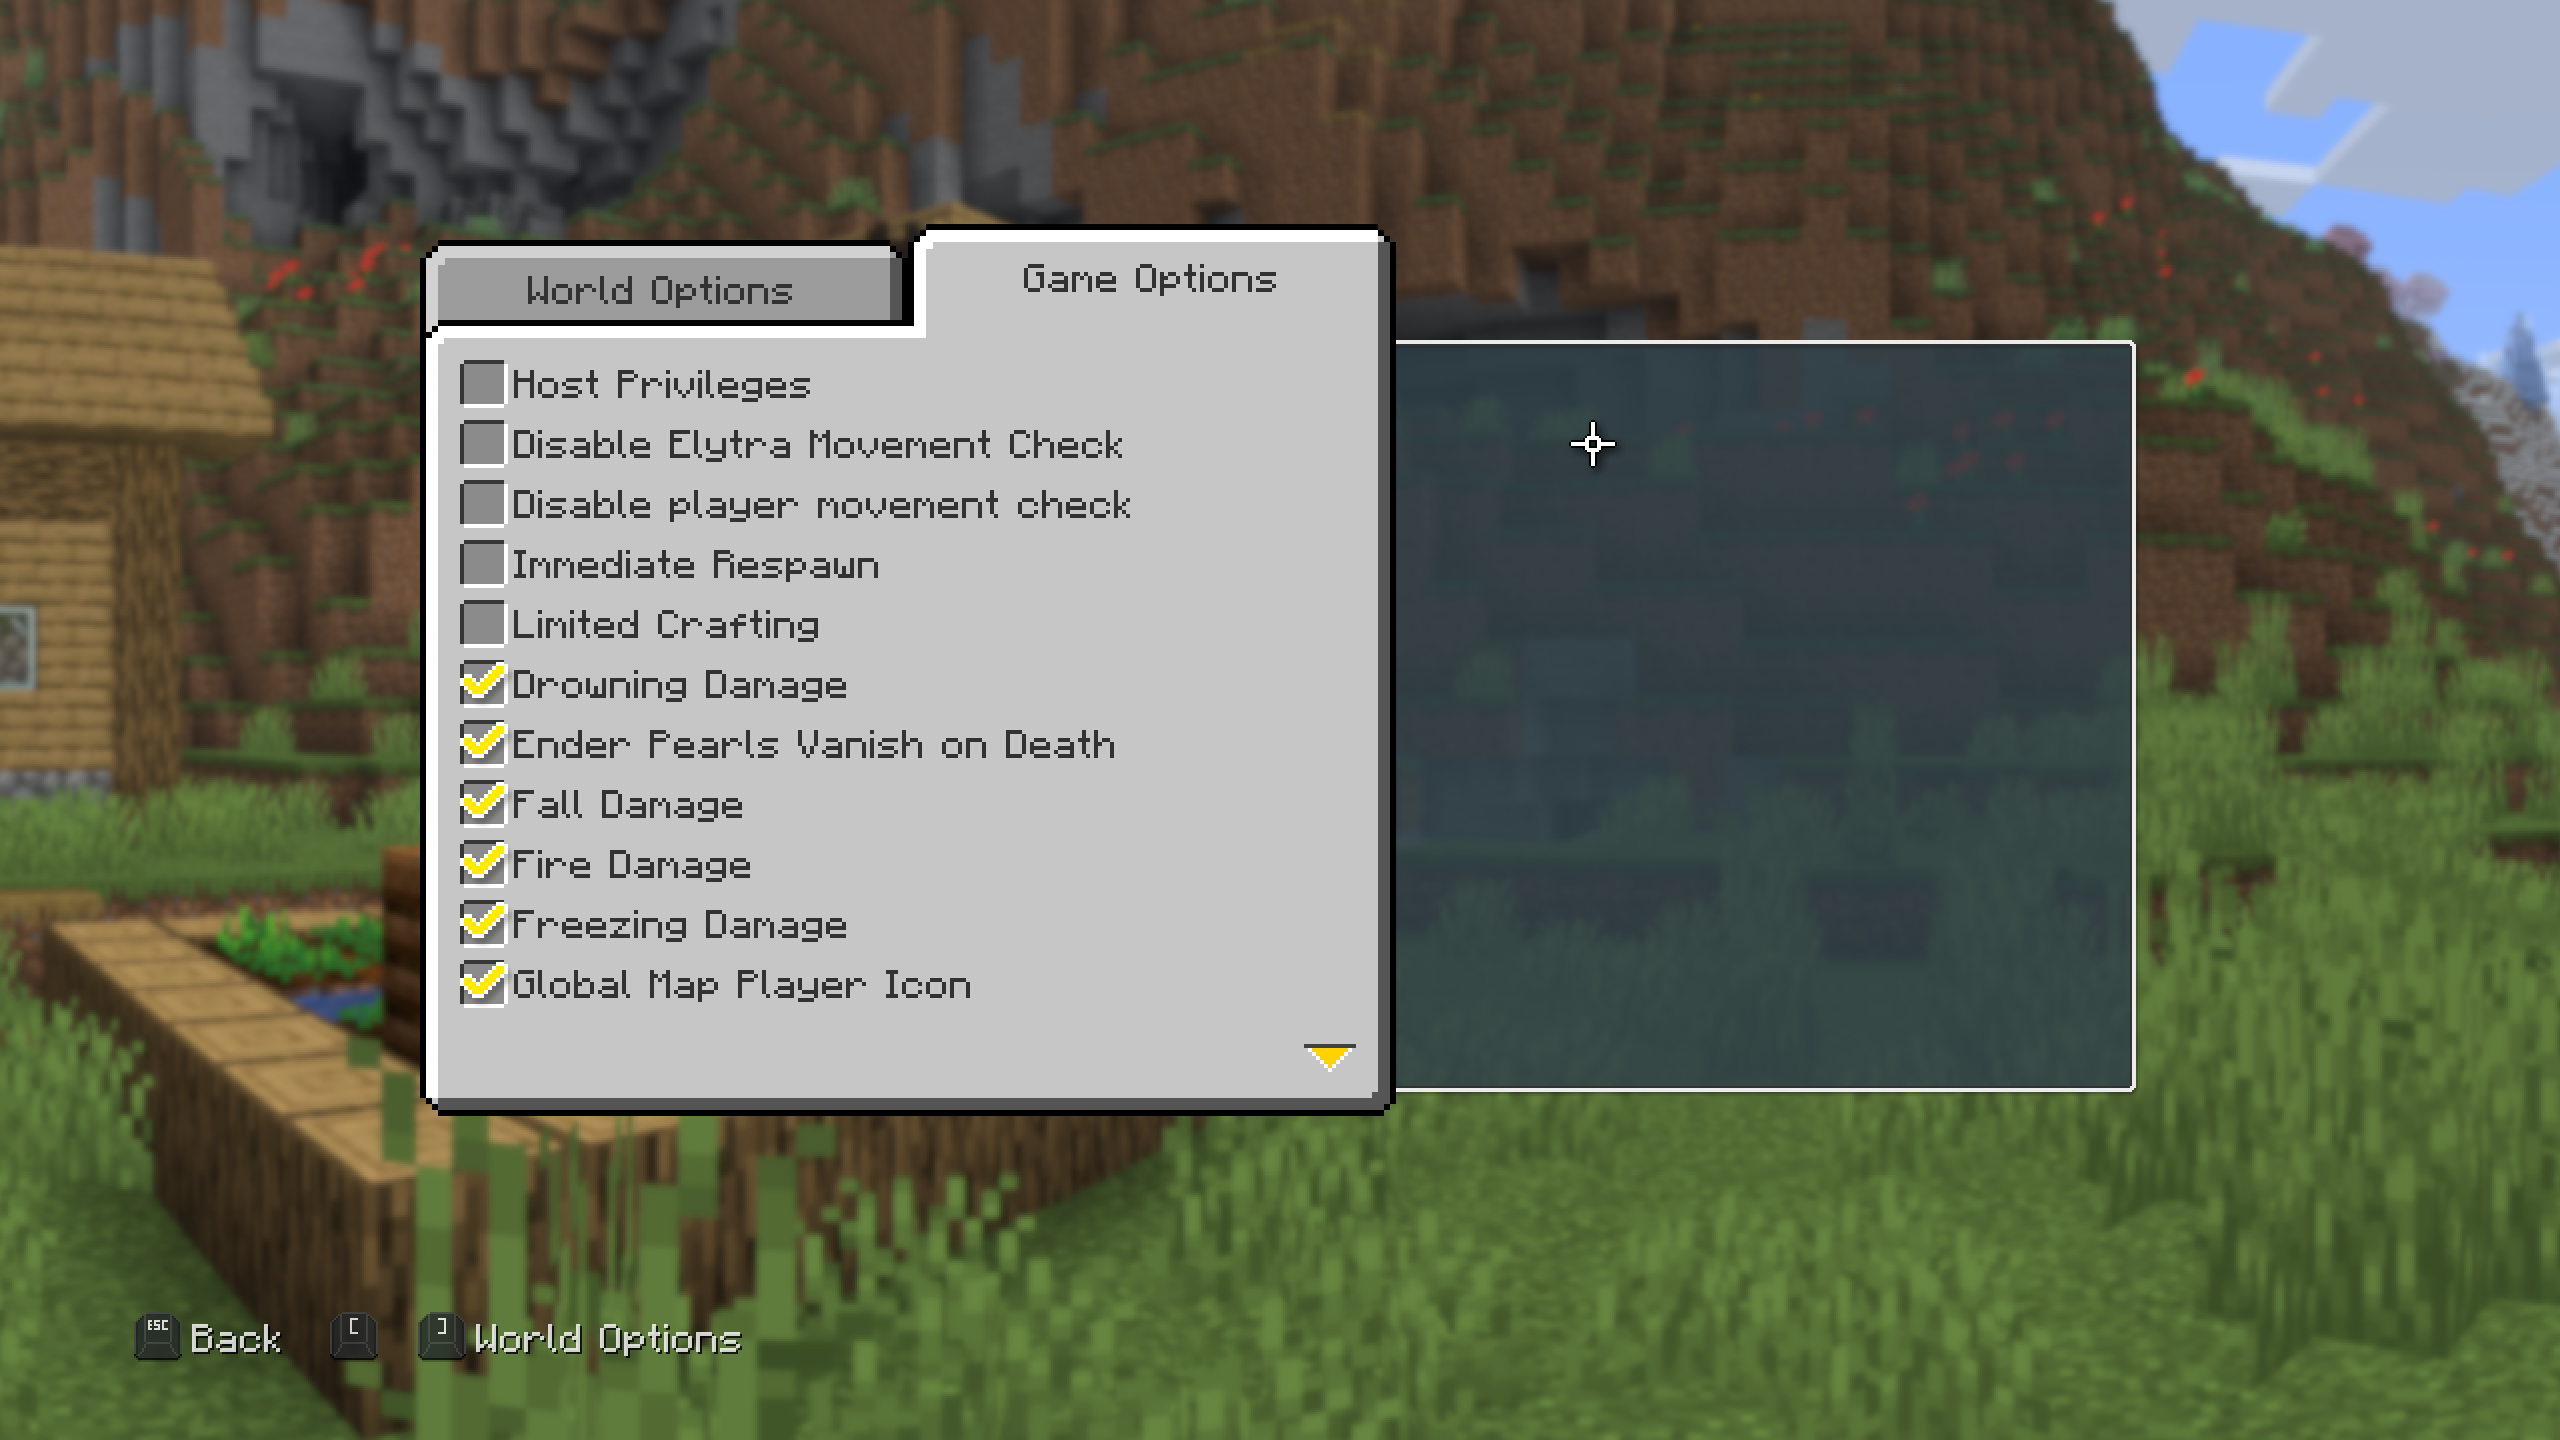 World Options
Game Options
Host Privileges
Disable Elytra Movement Check
Disable player movement check
Immediate Respawn
Limited Crafting
Drowning Damage
Ender Pearls Vanish on Death
Fall Damage
Fire Damage
Freezing Damage
Global Map Player Icon
ESC Back [ ] World Options